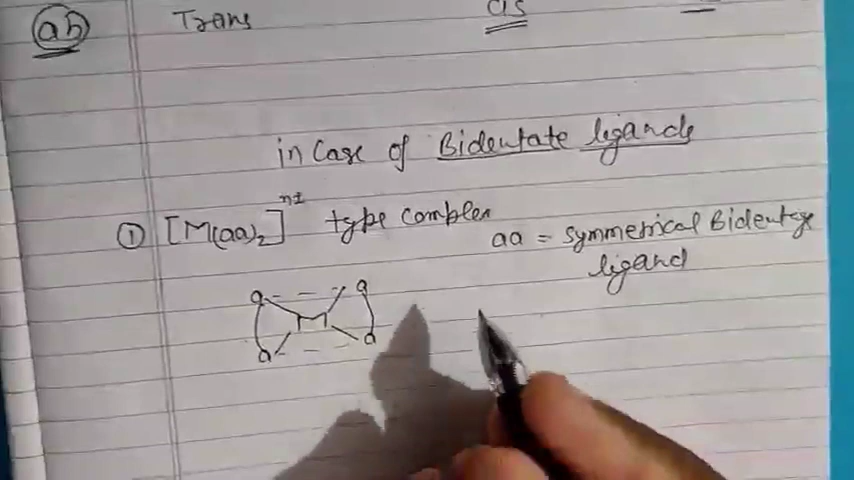 ab Trans cis
in Case of Bidentate ligands
① [M(aa)2]n± type complex
aa = symmetrical Bidentate
ligand
a a
M
a a